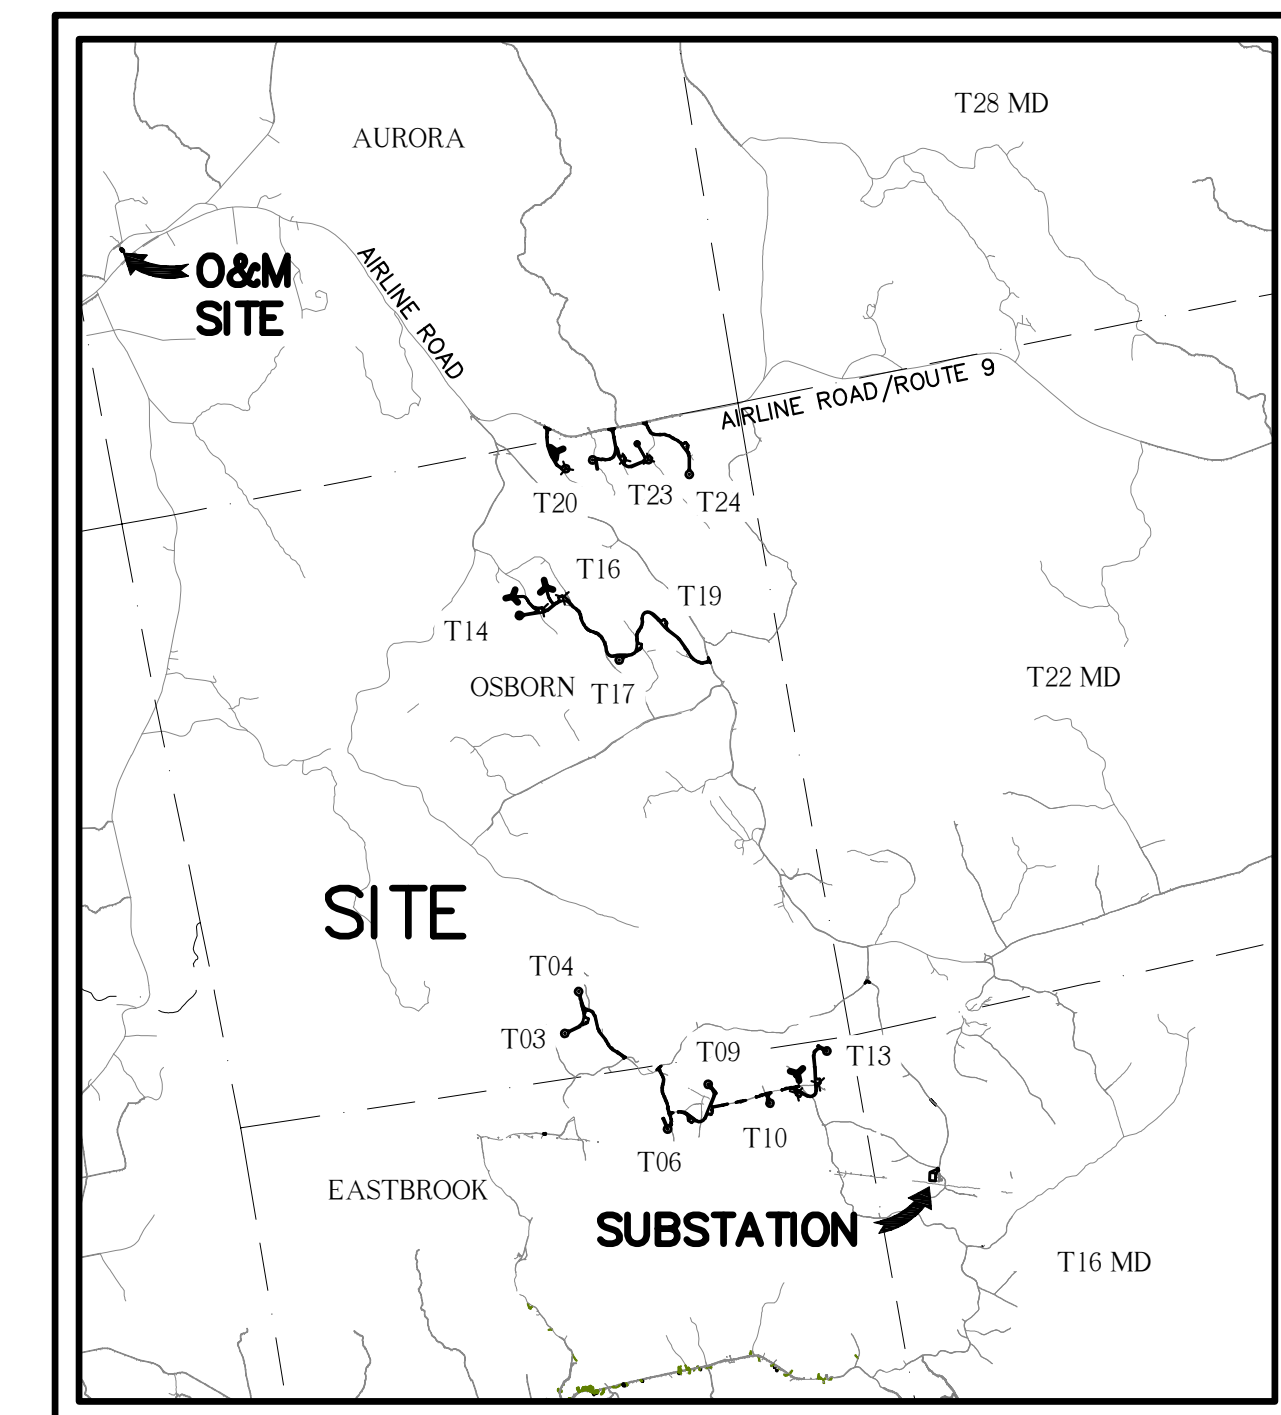 T28 MD
AURORA
O&M
SITE
AIRLINE ROAD
AIRLINE ROAD/ROUTE 9
T20
T23
T24
T16
T19
T14
OSBORN
T17
T22 MD
SITE
T04
T03
T09
T13
T10
T06
EASTBROOK
SUBSTATION
T16 MD